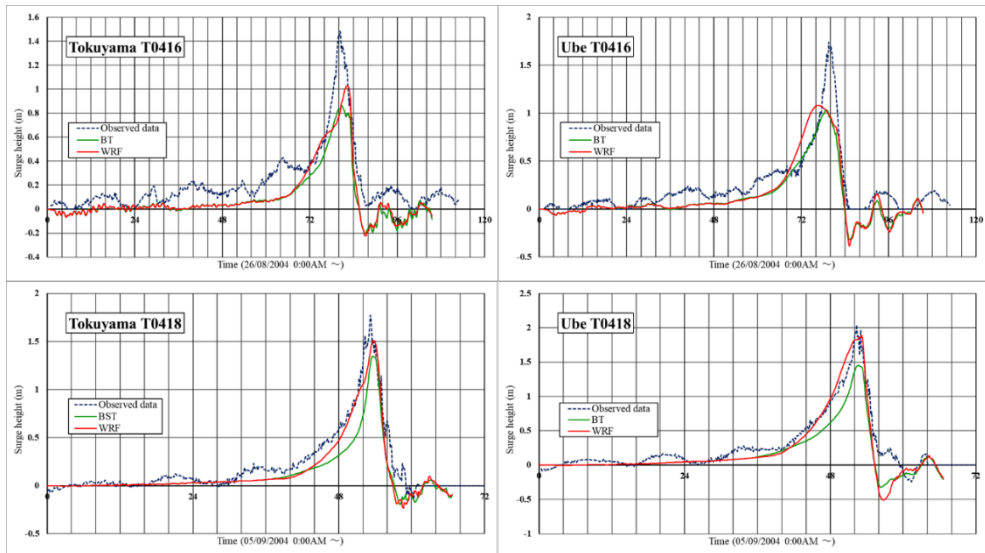 1.6
Tokuyama T0416
1.4
1.2
1
0.8
0.6
0.4
0.2
0
-0.2
-0.4
Surge height (m)
Observed data
BT
WRF
0
24
48
72
96
120
Time (26/08/2004 0:00AM ～)
2
Ube T0416
1.5
1
0.5
0
-0.5
Surge height (m)
Observed data
BT
WRF
0
24
48
72
96
120
Time (26/08/2004 0:00AM ～)
2
Tokuyama T0418
1.5
1
0.5
0
-0.5
Surge height (m)
Observed data
BST
WRF
0
24
48
72
Time (05/09/2004 0:00AM ～)
2.5
Ube T0418
2
1.5
1
0.5
0
-0.5
-1
Surge height (m)
Observed data
BT
WRF
0
24
48
72
Time (05/09/2004 0:00AM ～)